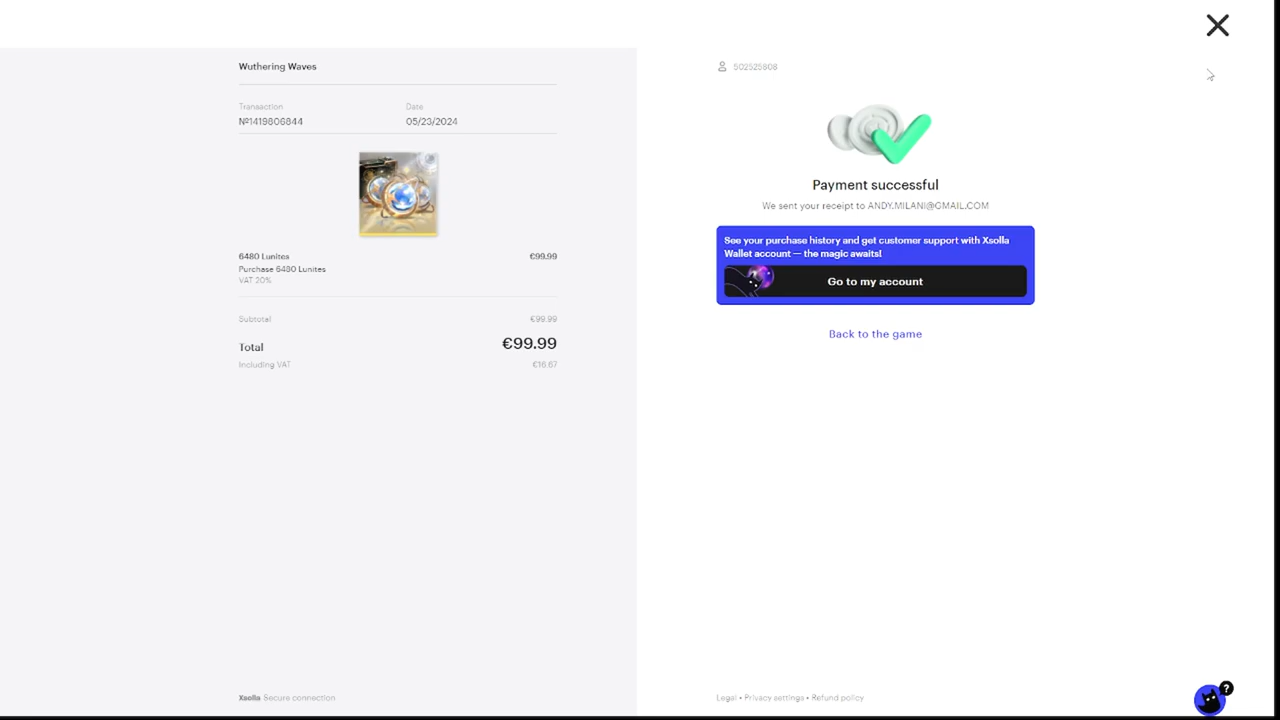 Wuthering Waves
Transaction
Date
№1419806844
05/23/2024
6480 Lunites
€99.99
Purchase 6480 Lunites
VAT 20%
Subtotal
€99.99
Total
€99.99
Including VAT
€16.67
Xsolla Secure connection
502525808
Payment successful
We sent your receipt to ANDY.MILANI@GMAIL.COM
See your purchase history and get customer support with Xsolla
Wallet account — the magic awaits!
Go to my account
Back to the game
Legal • Privacy settings • Refund policy
?